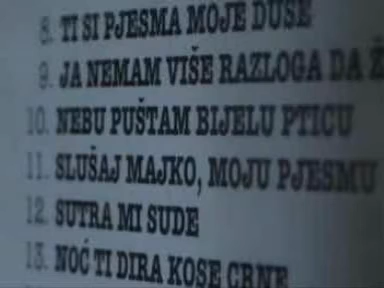 8. TI SI PJESMA MOJE DUŠE
9. JA NEMAM VIŠE RAZLOGA DA
10. NEBU PUŠTAM BIJELU PTICU
11. SLUŠAJ MAJKO, MOJU PJESMU
12. SUTRA MI SUDE
13. NOĆ TI DIRA KOSE CRNE